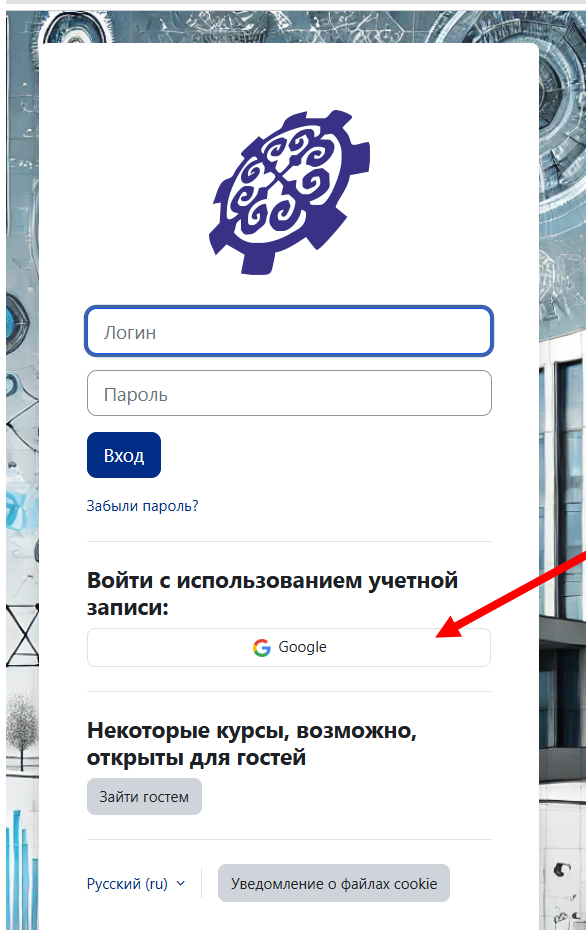 Логин
Пароль
Вход
Забыли пароль?
Войти с использованием учетной
записи:
Google
Некоторые курсы, возможно,
открыты для гостей
Зайти гостем
Русский (ru)
Уведомление о файлах cookie